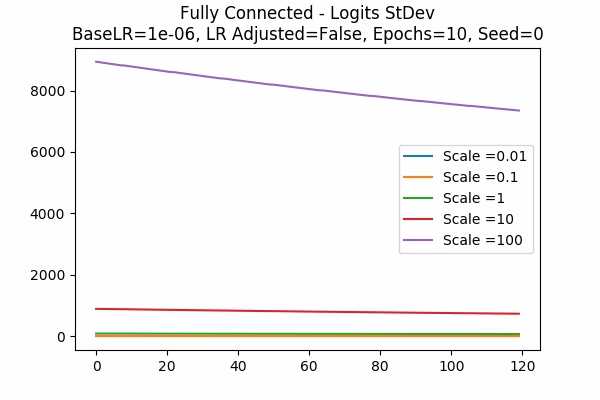 Fully Connected - Logits StDev
BaseLR=1e-06, LR Adjusted=False, Epochs=10, Seed=0
8000
6000
4000
2000
0
Scale =0.01
Scale =0.1
Scale =1
Scale =10
Scale =100
0 20 40 60 80 100 120